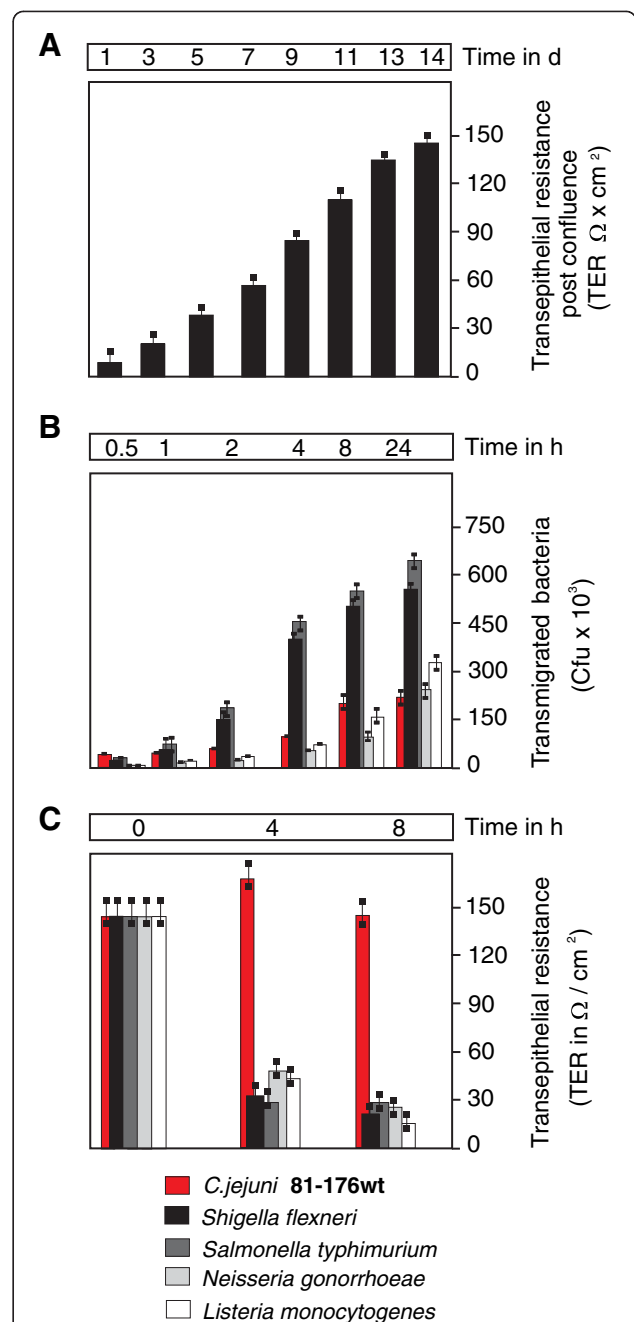 A
1 3 5 7 9 11 13 14 Time in d
150
120
90
60
30
0
Transepithelial resistance
post confluence
(TER Ω x cm²)
B
0.5 1 2 4 8 24 Time in h
750
600
450
300
150
0
Transmigrated bacteria
(Cfu x 10³)
C
0 4 8 Time in h
150
120
90
60
30
0
Transepithelial resistance
(TER in Ω / cm²)
C.jejuni 81-176wt
Shigella flexneri
Salmonella typhimurium
Neisseria gonorrhoeae
Listeria monocytogenes